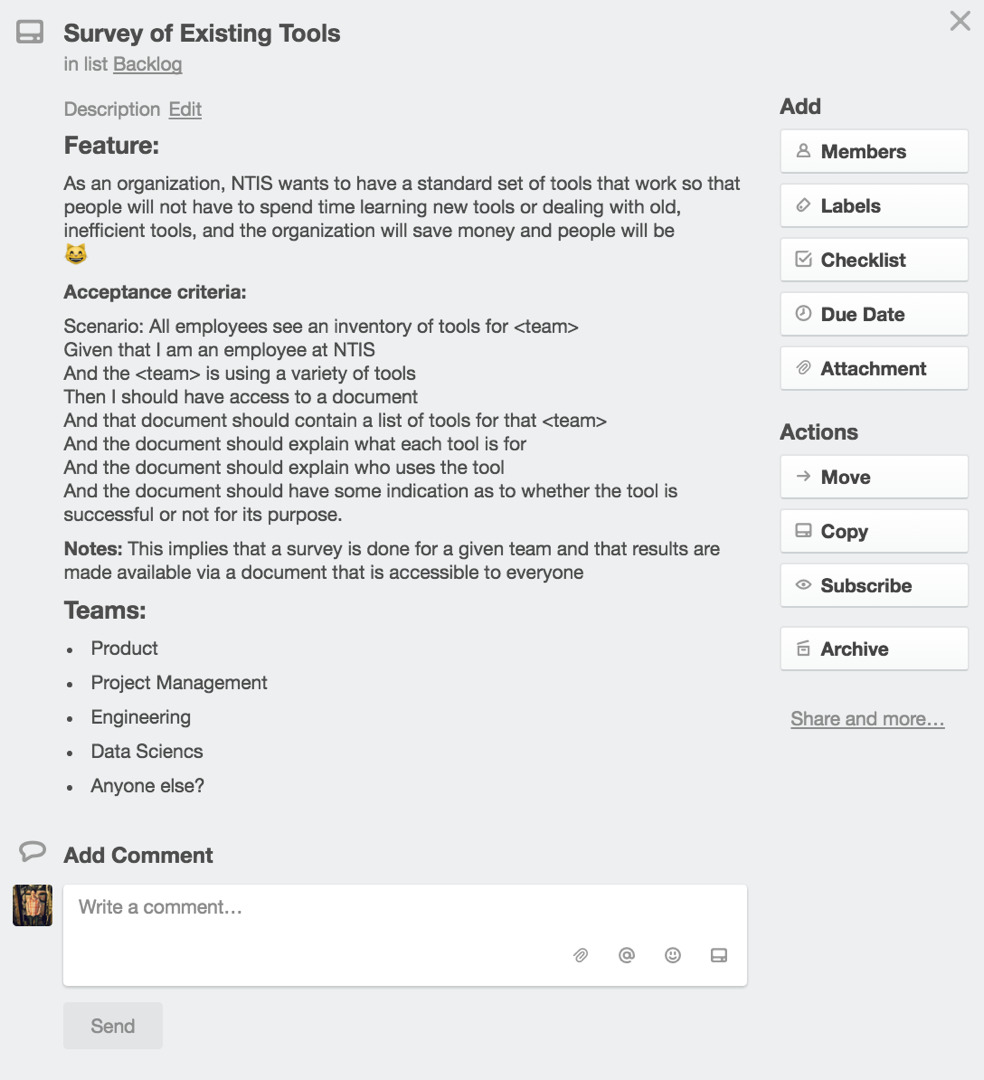 Survey of Existing Tools
in list Backlog
Description Edit
Feature:
As an organization, NTIS wants to have a standard set of tools that work so that
people will not have to spend time learning new tools or dealing with old,
inefficient tools, and the organization will save money and people will be
😸
Acceptance criteria:
Scenario: All employees see an inventory of tools for <team>
Given that I am an employee at NTIS
And the <team> is using a variety of tools
Then I should have access to a document
And that document should contain a list of tools for that <team>
And the document should explain what each tool is for
And the document should explain who uses the tool
And the document should have some indication as to whether the tool is
successful or not for its purpose.
Notes: This implies that a survey is done for a given team and that results are
made available via a document that is accessible to everyone
Teams:
• Product
• Project Management
• Engineering
• Data Sciencs
• Anyone else?
Add Comment
Write a comment…
Send
Add
Members
Labels
Checklist
Due Date
Attachment
Actions
Move
Copy
Subscribe
Archive
Share and more…